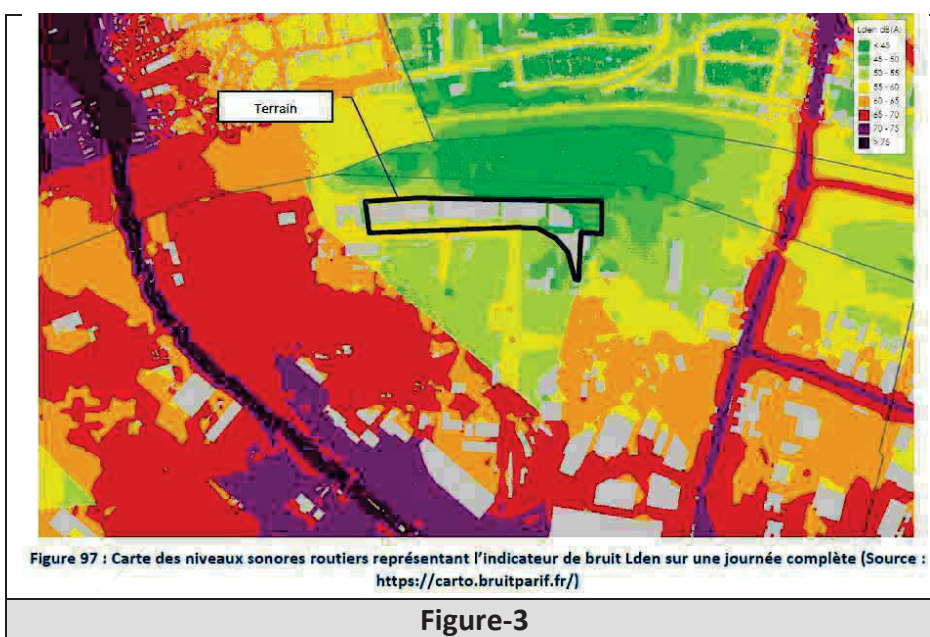 Lden dB(A)
< 45
45 - 50
50 - 55
55 - 60
60 - 65
65 - 70
70 - 75
> 75
Terrain
Figure 97 : Carte des niveaux sonores routiers représentant l'indicateur de bruit Lden sur une journée complète (Source :
https://carto.bruitparif.fr/)
Figure-3